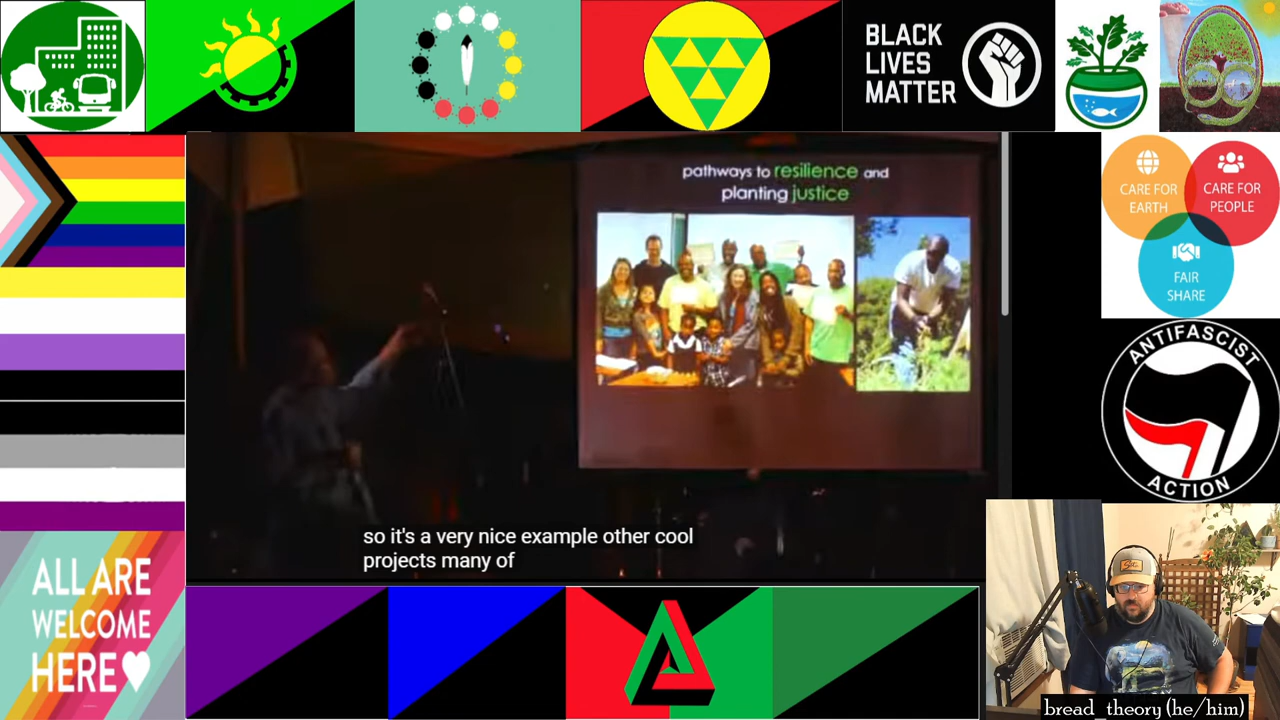 BLACK
LIVES
MATTER
pathways to resilience and
planting justice
CARE FOR
EARTH
CARE FOR
PEOPLE
FAIR
SHARE
ANTIFASCIST
ACTION
so it's a very nice example other cool
projects many of
ALL ARE
WELCOME
HERE
bread_theory (he/him)